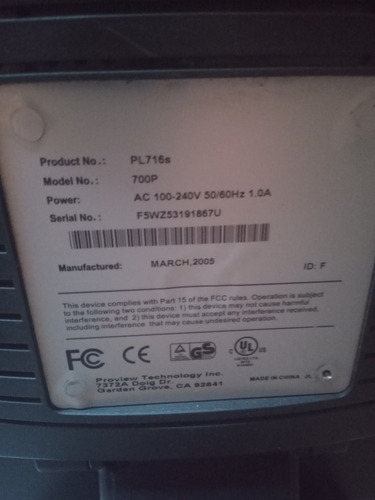 Product No.: PL716s
Model No.: 700P
Power: AC 100-240V 50/60Hz 1.0A
Serial No.: F5WZ53191867U
Manufactured: MARCH,2005 ID: F
This device complies with Part 15 of the FCC rules. Operation is subject
to the following two conditions: 1) this device may not cause harmful
interference, and 2) this device must accept any interference received,
including interference that may cause undesired operation.
FC CE GS UL
Proview Technology Inc.
7372A Doig Dr.
Garden Grove, CA 92841
MADE IN CHINA JL